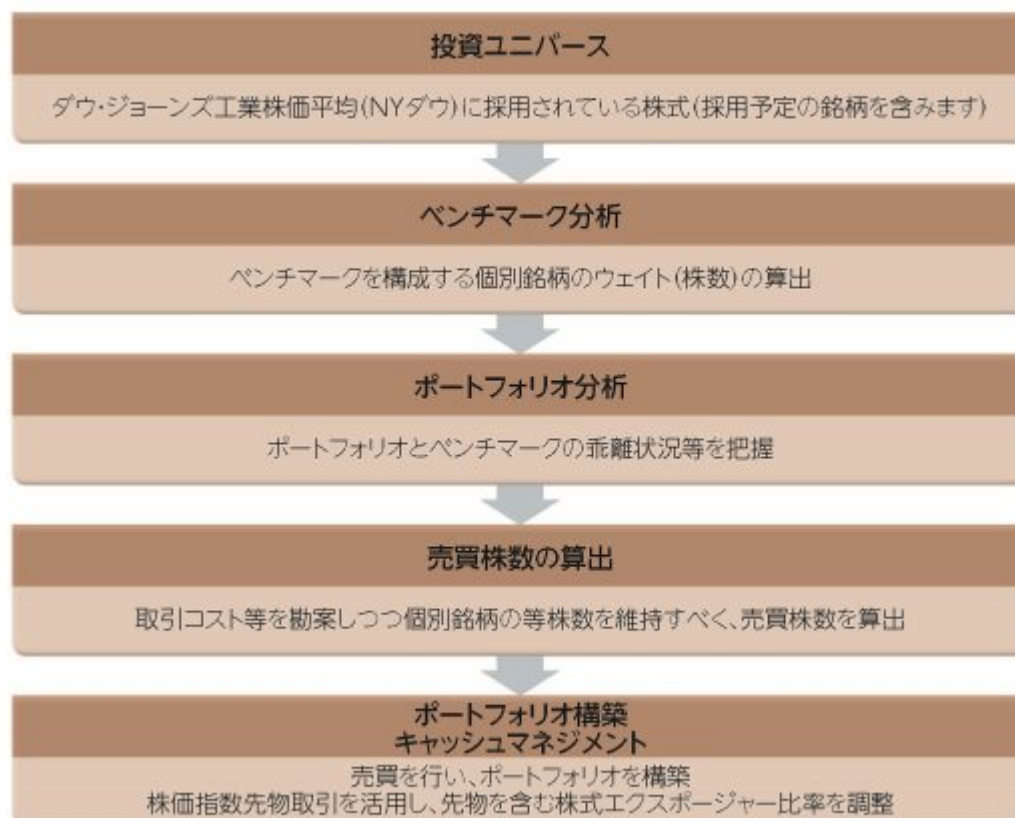 投資ユニバース
ダウ・ジョーンズ工業株価平均(NYダウ)に採用されている株式(採用予定の銘柄を含みます)
ベンチマーク分析
ベンチマークを構成する個別銘柄のウェイト(株数)の算出
ポートフォリオ分析
ポートフォリオとベンチマークの乖離状況等を把握
売買株数の算出
取引コスト等を勘案しつつ個別銘柄の等株数を維持すべく、売買株数を算出
ポートフォリオ構築
キャッシュマネジメント
売買を行い、ポートフォリオを構築
株価指数先物取引を活用し、先物を含む株式エクスポージャー比率を調整